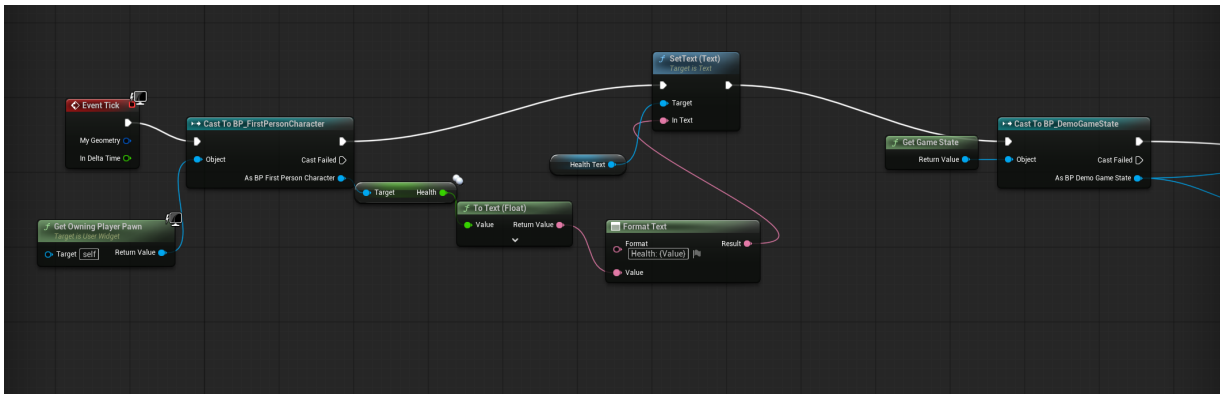 Event Tick
My Geometry
In Delta Time
Get Owning Player Pawn
Target is User Widget
Target self
Return Value
Cast To BP_FirstPersonCharacter
Object
Cast Failed
As BP First Person Character
Target
Health
To Text (Float)
Value
Return Value
Health Text
Format Text
Format
Health: {Value}
Result
Value
SetText (Text)
Target is Text
Target
In Text
Get Game State
Return Value
Cast To BP_DemoGameState
Object
Cast Failed
As BP Demo Game State